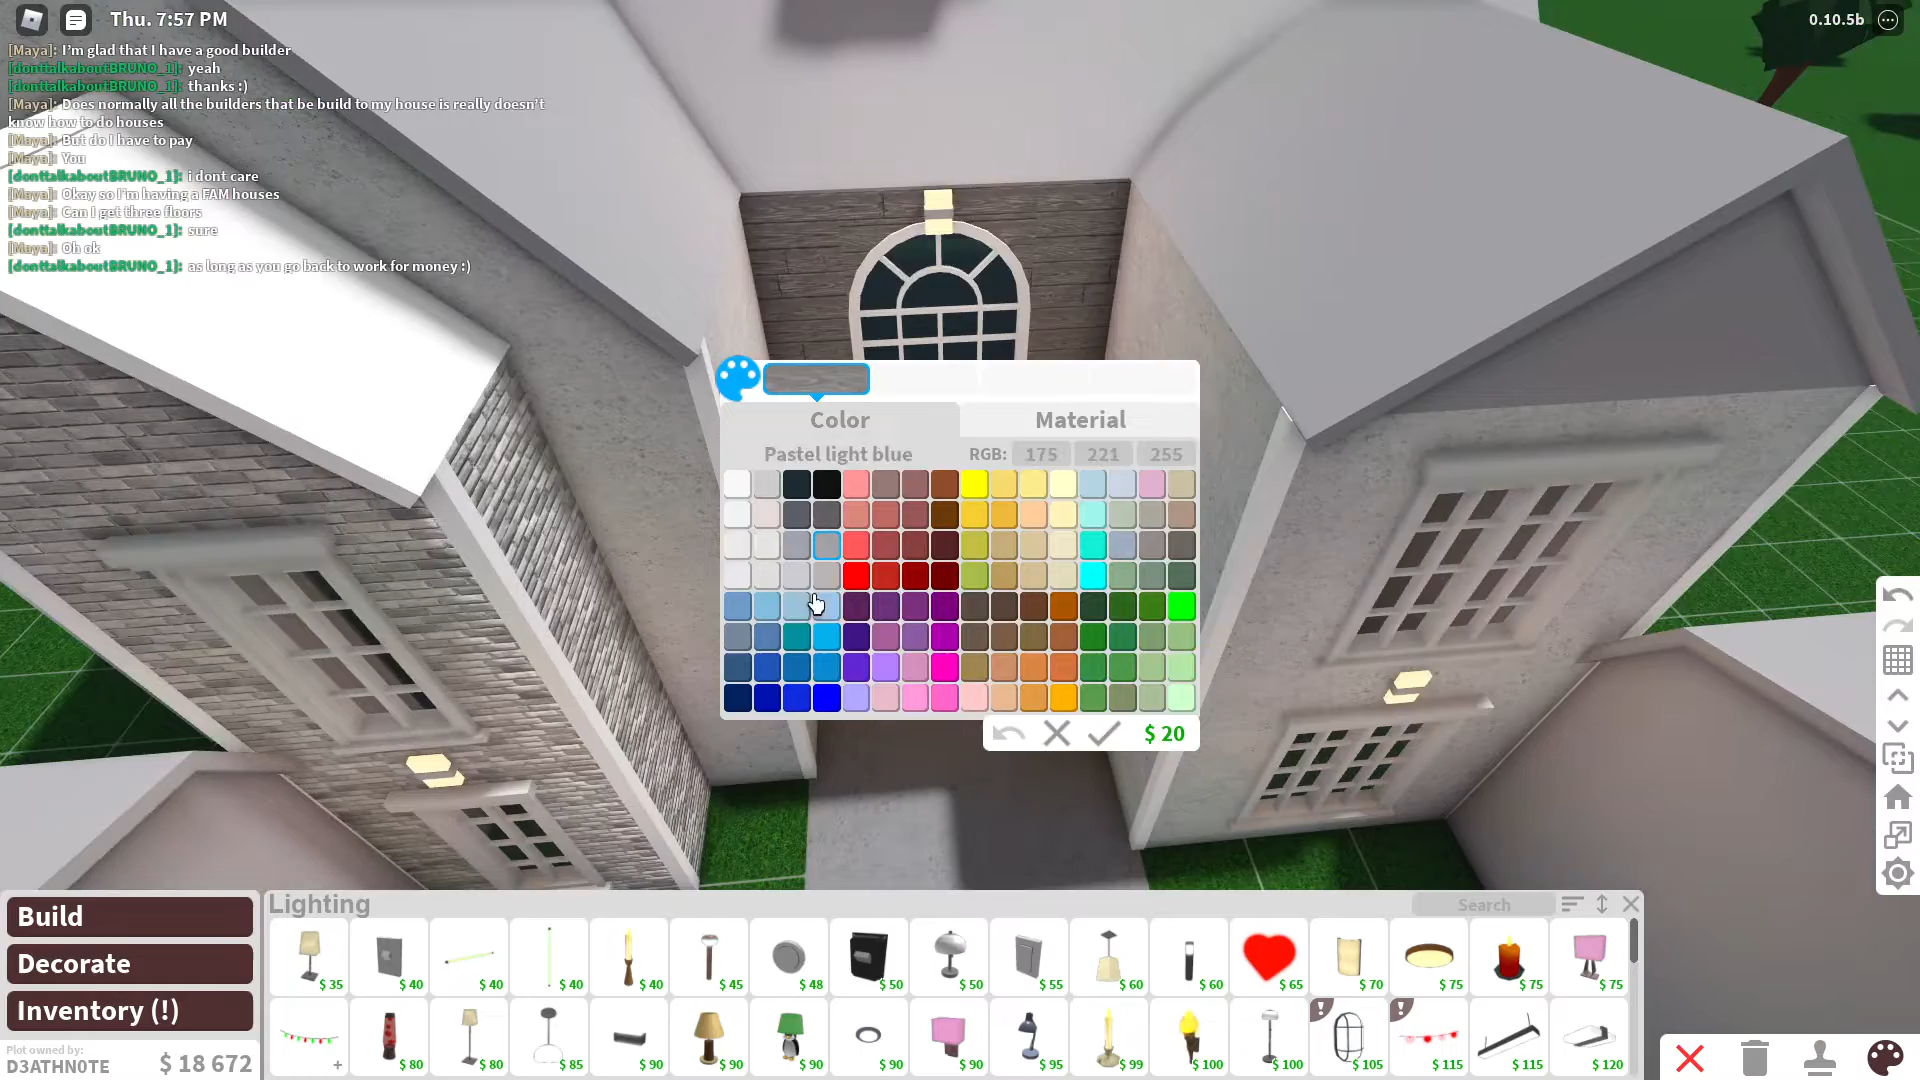 Thu. 7:57 PM
0.10.5b
[Maya]: I'm glad that I have a good builder
[donttalkaboutBRUNO_1]: yeah
[donttalkaboutBRUNO_1]: thanks :)
[Maya]: Does normally all the builders that be build to my house is really doesn't
know how to do houses
[Maya]: But do I have to pay
[Maya]: You
[donttalkaboutBRUNO_1]: i dont care
[Maya]: Okay so I'm having a FAM houses
[Maya]: Can I get three floors
[donttalkaboutBRUNO_1]: sure
[Maya]: Oh ok
[donttalkaboutBRUNO_1]: as long as you go back to work for money :)
Color Material
Pastel light blue RGB: 175 221 255
$ 20
Build
Decorate
Inventory (!)
Plot owned by:
D3ATHN0TE $ 18 672
Lighting Search
$ 35 $ 40 $ 40 $ 40 $ 40 $ 45 $ 48 $ 50 $ 50 $ 55 $ 60 $ 60 $ 65 $ 70 $ 75 $ 75 $ 75
+ $ 80 $ 80 $ 85 $ 90 $ 90 $ 90 $ 90 $ 90 $ 95 $ 99 $ 100 $ 100 $ 105 $ 115 $ 115 $ 120